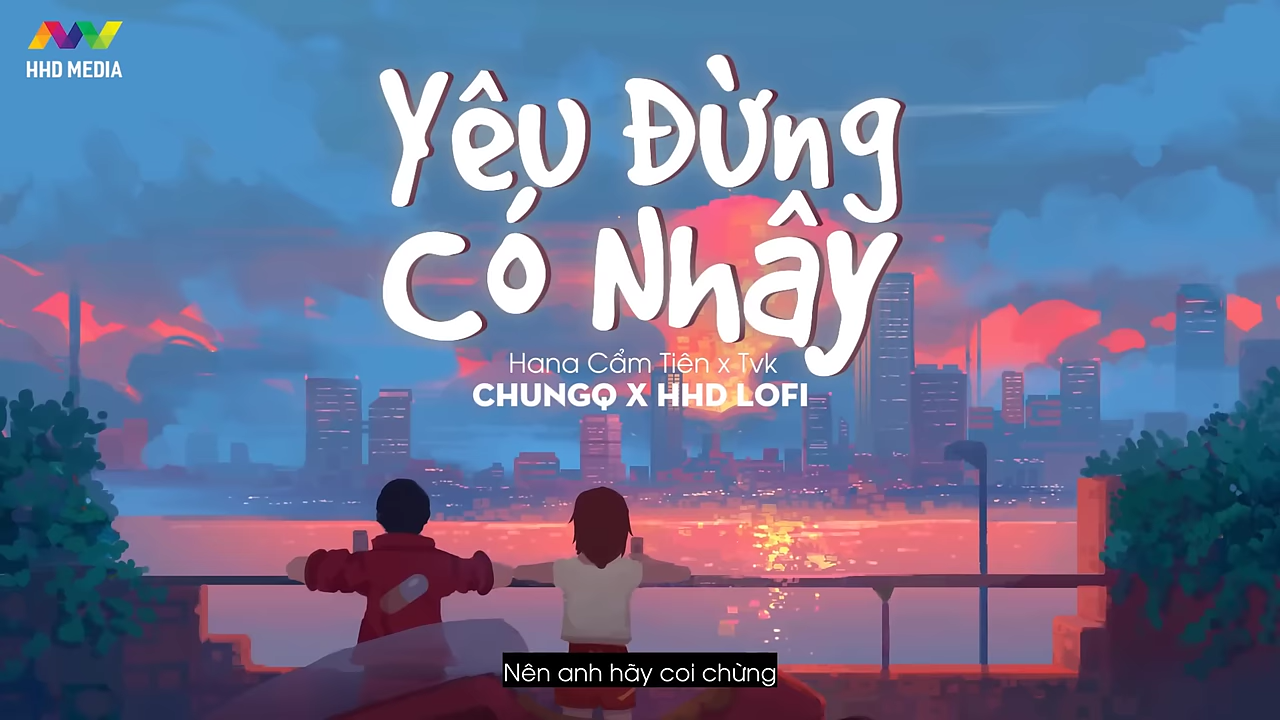 HHD MEDIA
Yêu Đừng
Có Nhây
Hana Cẩm Tiên x Tvk
CHUNGQ X HHD LOFI
Nên anh hãy coi chừng